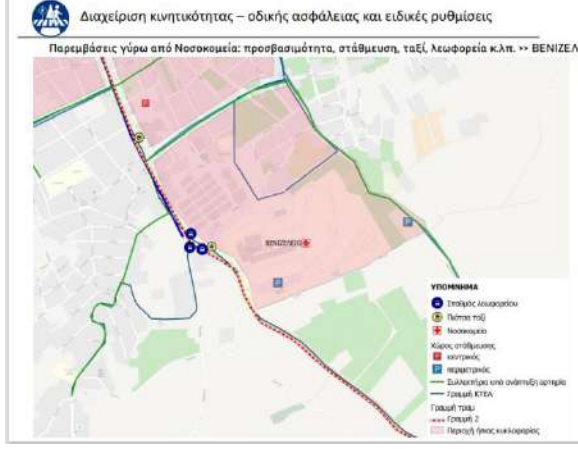 Διαχείριση κινητικότητας – οδικής ασφάλειας και ειδικές ρυθμίσεις
Παρεμβάσεις γύρω από Νοσοκομεία: προσβασιμότητα, στάθμευση, ταξί, λεωφορεία κ.λπ. >> ΒΕΝΙΖΕΛ
P
P
ΒΕΝΙΖΕΛΕΙΟ
P
ΥΠΟΜΝΗΜΑ
Σταθμός λεωφορείου
Πιάτσα ταξί
Νοσοκομείο
Χώρος στάθμευσης
P κεντρικός
P περιμετρικός
Συλλεκτήρια υπό ανάπτυξη αρτηρία
Γραμμή ΚΤΕΛ
Γραμμή τραμ
Γραμμή 2
Περιοχή ήπιας κυκλοφορίας